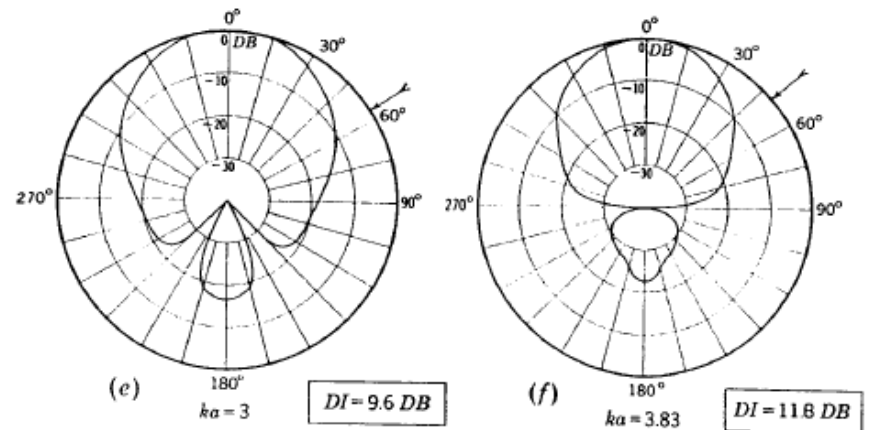 0°
0 DB
30°
-10
60°
-20
-30
270°
90°
180°
(e)
ka = 3
DI = 9.6 DB
0°
0 DB
30°
-10
60°
-20
-30
270°
90°
180°
(f)
ka = 3.83
DI = 11.8 DB